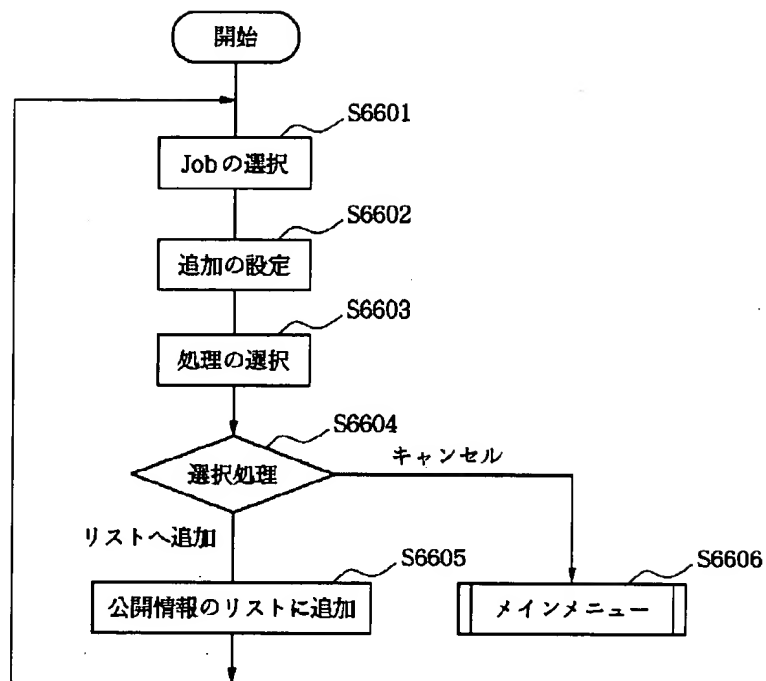 開始
S6601
Jobの選択
S6602
追加の設定
S6603
処理の選択
S6604
選択処理
キャンセル
リストへ追加
S6605
公開情報のリストに追加
S6606
メインメニュー